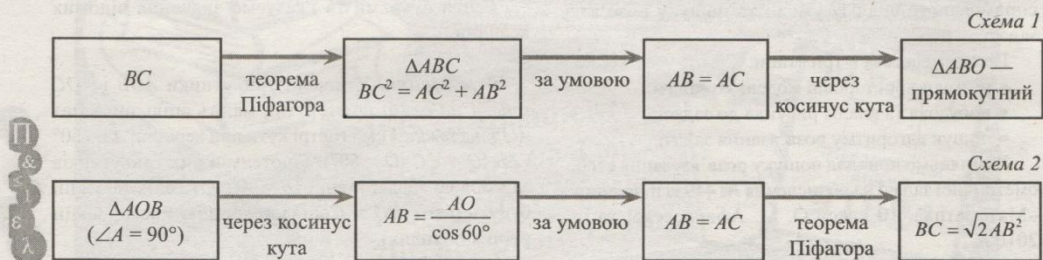 Схема 1
BC
теорема
Піфагора
ΔABC
BC² = AC² + AB²
за умовою
AB = AC
через
косинус кута
ΔABO —
прямокутний
Схема 2
ΔAOB
(∠A = 90°)
через косинус
кута
AB = AO / cos 60°
за умовою
AB = AC
теорема
Піфагора
BC = √2AB²
П
&
≤
ε
λ